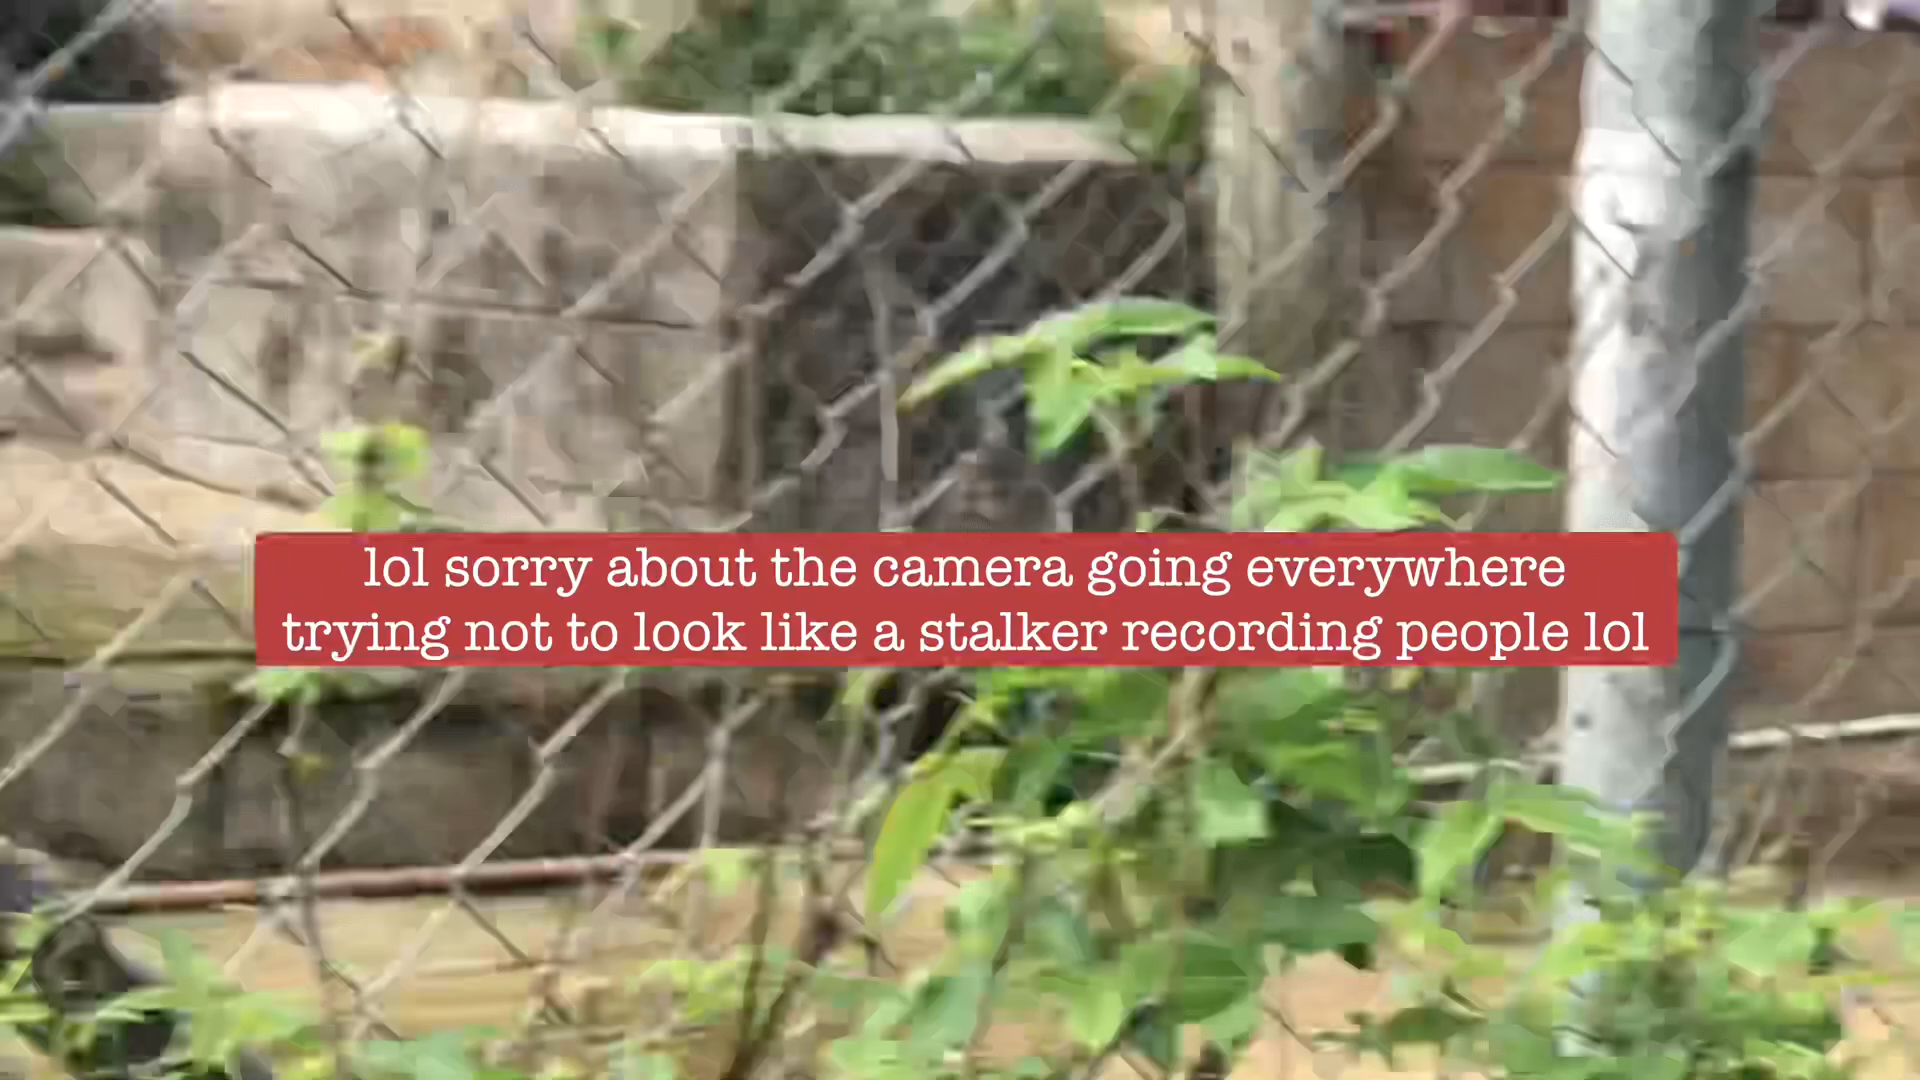 lol sorry about the camera going everywhere
trying not to look like a stalker recording people lol